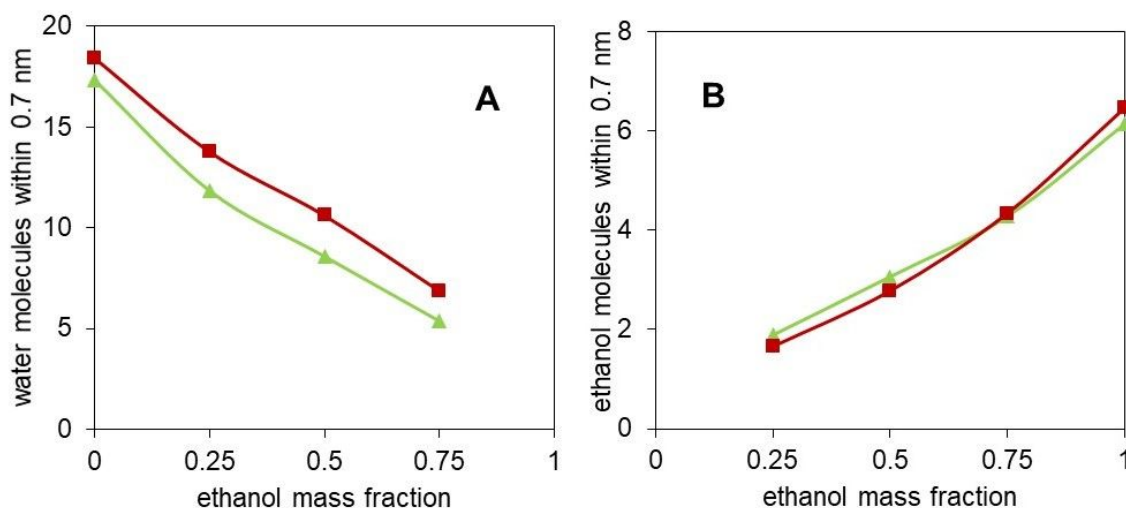 water molecules within 0.7 nm
20
15
10
5
0
A
0 0.25 0.5 0.75 1
ethanol mass fraction
ethanol molecules within 0.7 nm
8
6
4
2
0
B
0 0.25 0.5 0.75 1
ethanol mass fraction